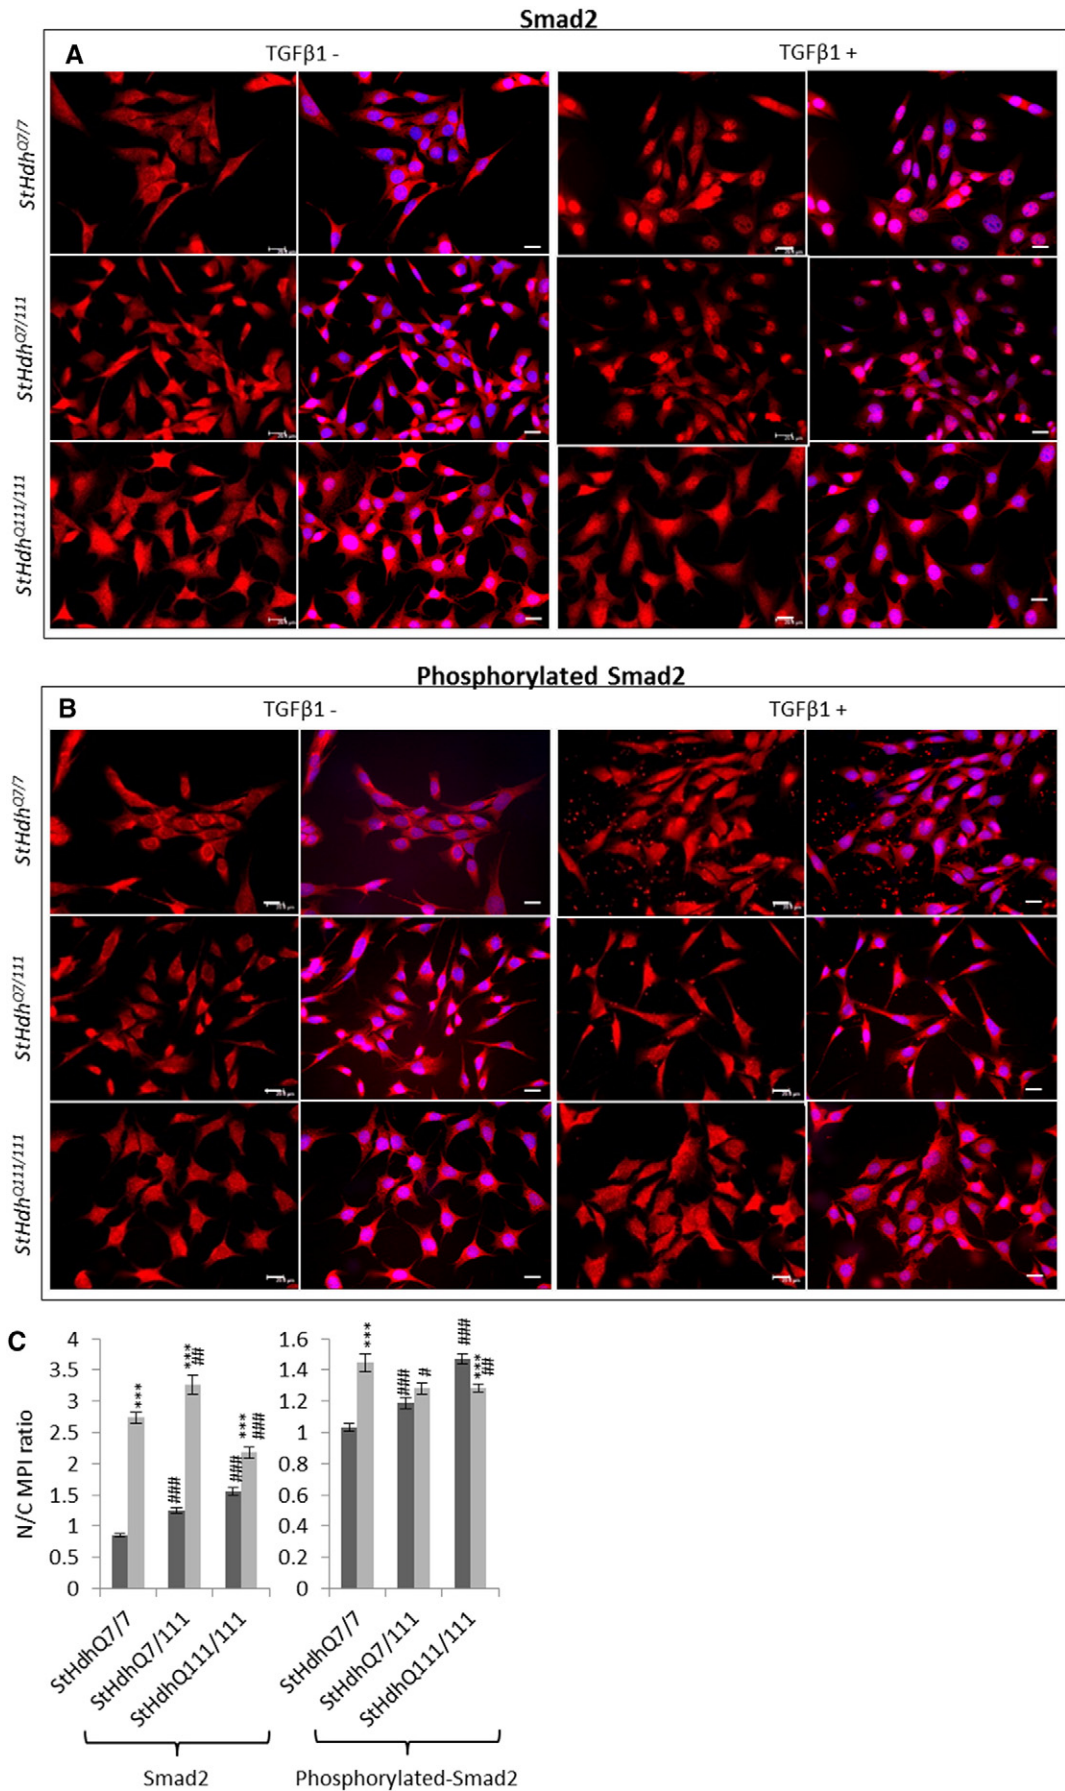 Smad2
A
TGFβ1 -
TGFβ1 +
StHdhQ7/7
StHdhQ7/111
StHdhQ111/111
Phosphorylated Smad2
B
TGFβ1 -
TGFβ1 +
StHdhQ7/7
StHdhQ7/111
StHdhQ111/111
C
N/C MPI ratio
4
3.5
3
2.5
2
1.5
1
0.5
0
***
###
***
##
###
***
###
1.6
1.4
1.2
1
0.8
0.6
0.4
0.2
0
***
###
#
###
***
##
StHdhQ7/7
StHdhQ7/111
StHdhQ111/111
StHdhQ7/7
StHdhQ7/111
StHdhQ111/111
Smad2
Phosphorylated-Smad2